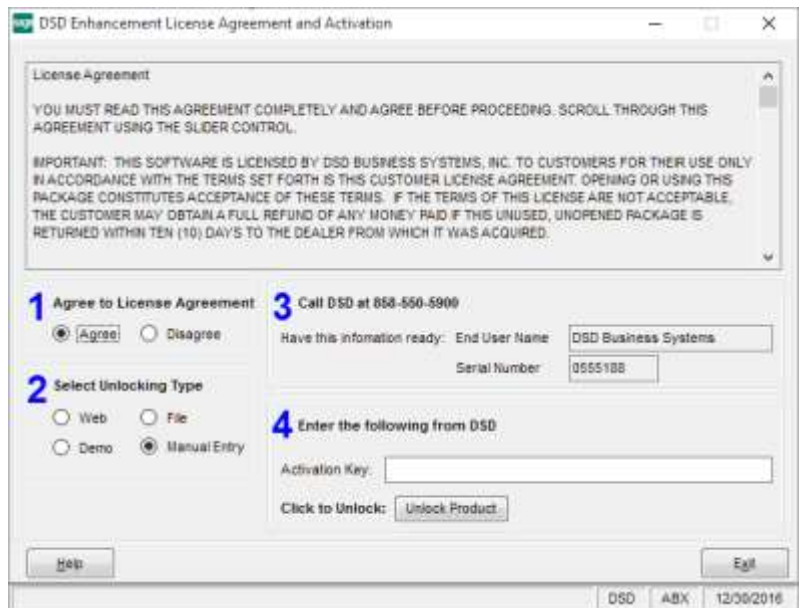 sage DSD Enhancement License Agreement and Activation
License Agreement
YOU MUST READ THIS AGREEMENT COMPLETELY AND AGREE BEFORE PROCEEDING. SCROLL THROUGH THIS
AGREEMENT USING THE SLIDER CONTROL.
IMPORTANT: THIS SOFTWARE IS LICENSED BY DSD BUSINESS SYSTEMS, INC. TO CUSTOMERS FOR THEIR USE ONLY
IN ACCORDANCE WITH THE TERMS SET FORTH IS THIS CUSTOMER LICENSE AGREEMENT. OPENING OR USING THIS
PACKAGE CONSTITUTES ACCEPTANCE OF THESE TERMS. IF THE TERMS OF THIS LICENSE ARE NOT ACCEPTABLE,
THE CUSTOMER MAY OBTAIN A FULL REFUND OF ANY MONEY PAID IF THIS UNUSED, UNOPENED PACKAGE IS
RETURNED WITHIN TEN (10) DAYS TO THE DEALER FROM WHICH IT WAS ACQUIRED.
1 Agree to License Agreement
Agree Disagree
2 Select Unlocking Type
Web File
Demo Manual Entry
3 Call DSD at 858-550-5900
Have this infomation ready: End User Name DSD Business Systems
Serial Number 0555188
4 Enter the following from DSD
Activation Key:
Click to Unlock: Unlock Product
Help Exit
DSD ABX 12/30/2016